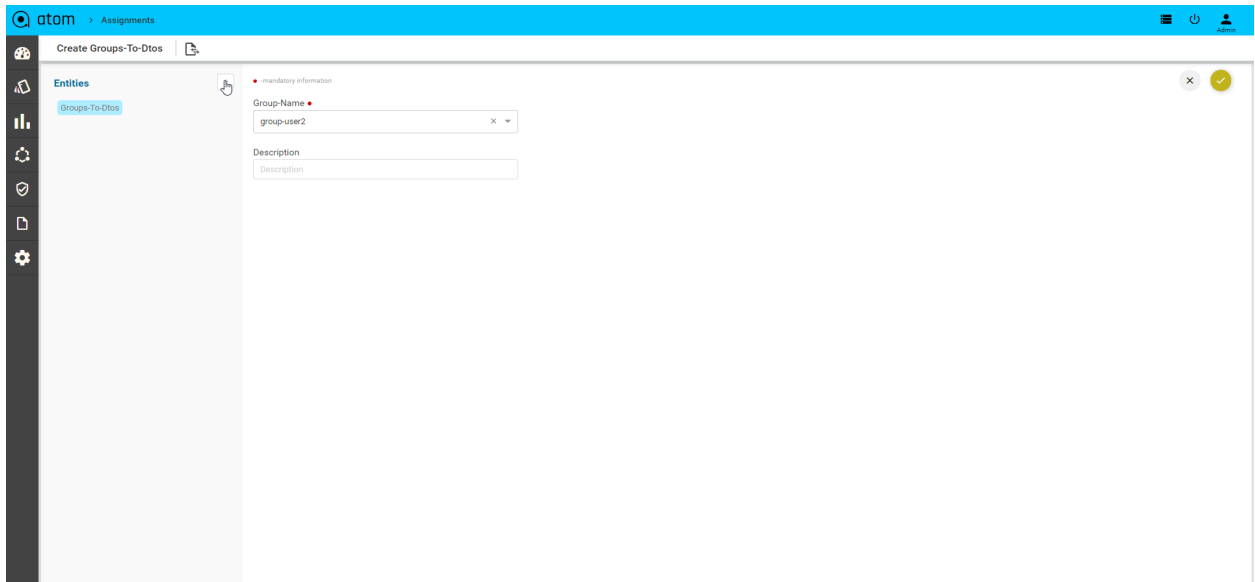 atom > Assignments
Admin
Create Groups-To-Dtos
Entities
Groups-To-Dtos
-mandatory information
Group-Name
group-user2
Description
Description